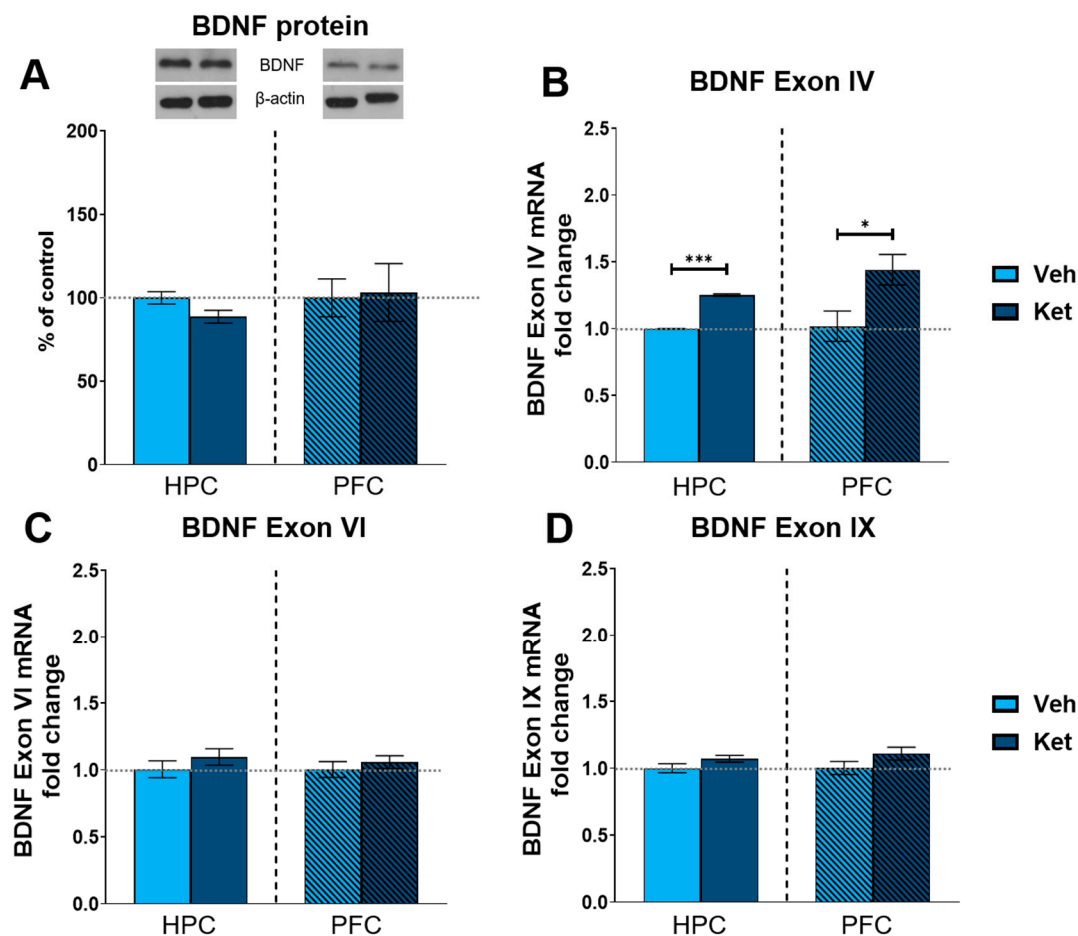 BDNF protein
A
BDNF
β-actin
% of control
200
150
100
50
0
HPC
PFC
B
BDNF Exon IV
BDNF Exon IV mRNA
fold change
2.5
2.0
1.5
1.0
0.5
0.0
***
*
HPC
PFC
Veh
Ket
C
BDNF Exon VI
BDNF Exon VI mRNA
fold change
2.5
2.0
1.5
1.0
0.5
0.0
HPC
PFC
D
BDNF Exon IX
BDNF Exon IX mRNA
fold change
2.5
2.0
1.5
1.0
0.5
0.0
HPC
PFC
Veh
Ket